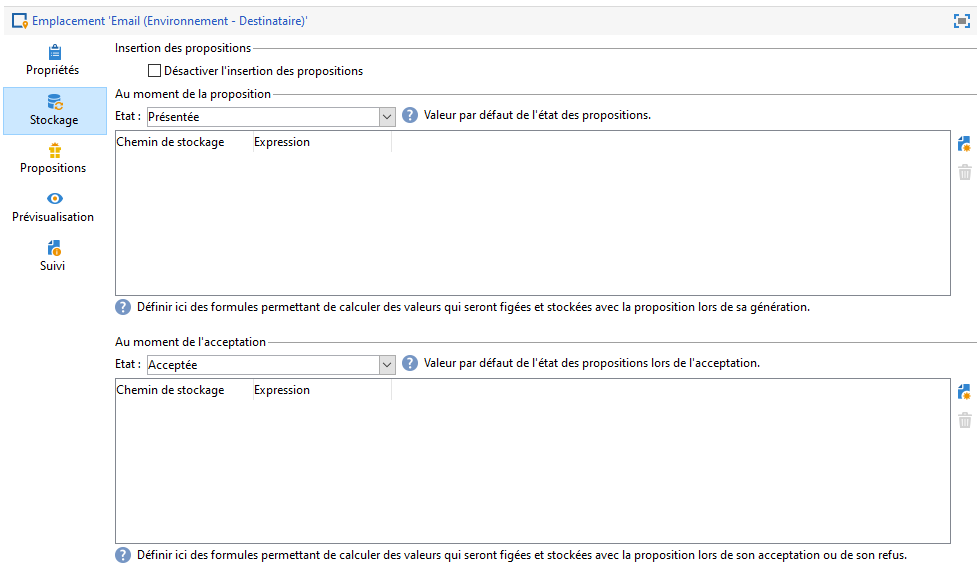 Emplacement 'Email (Environnement - Destinataire)'
Propriétés
Stockage
Propositions
Prévisualisation
Suivi
Insertion des propositions
Désactiver l'insertion des propositions
Au moment de la proposition
Etat : Présentée ? Valeur par défaut de l'état des propositions.
Chemin de stockage Expression
? Définir ici des formules permettant de calculer des valeurs qui seront figées et stockées avec la proposition lors de sa génération.
Au moment de l'acceptation
Etat : Acceptée ? Valeur par défaut de l'état des propositions lors de l'acceptation.
Chemin de stockage Expression
? Définir ici des formules permettant de calculer des valeurs qui seront figées et stockées avec la proposition lors de son acceptation ou de son refus.